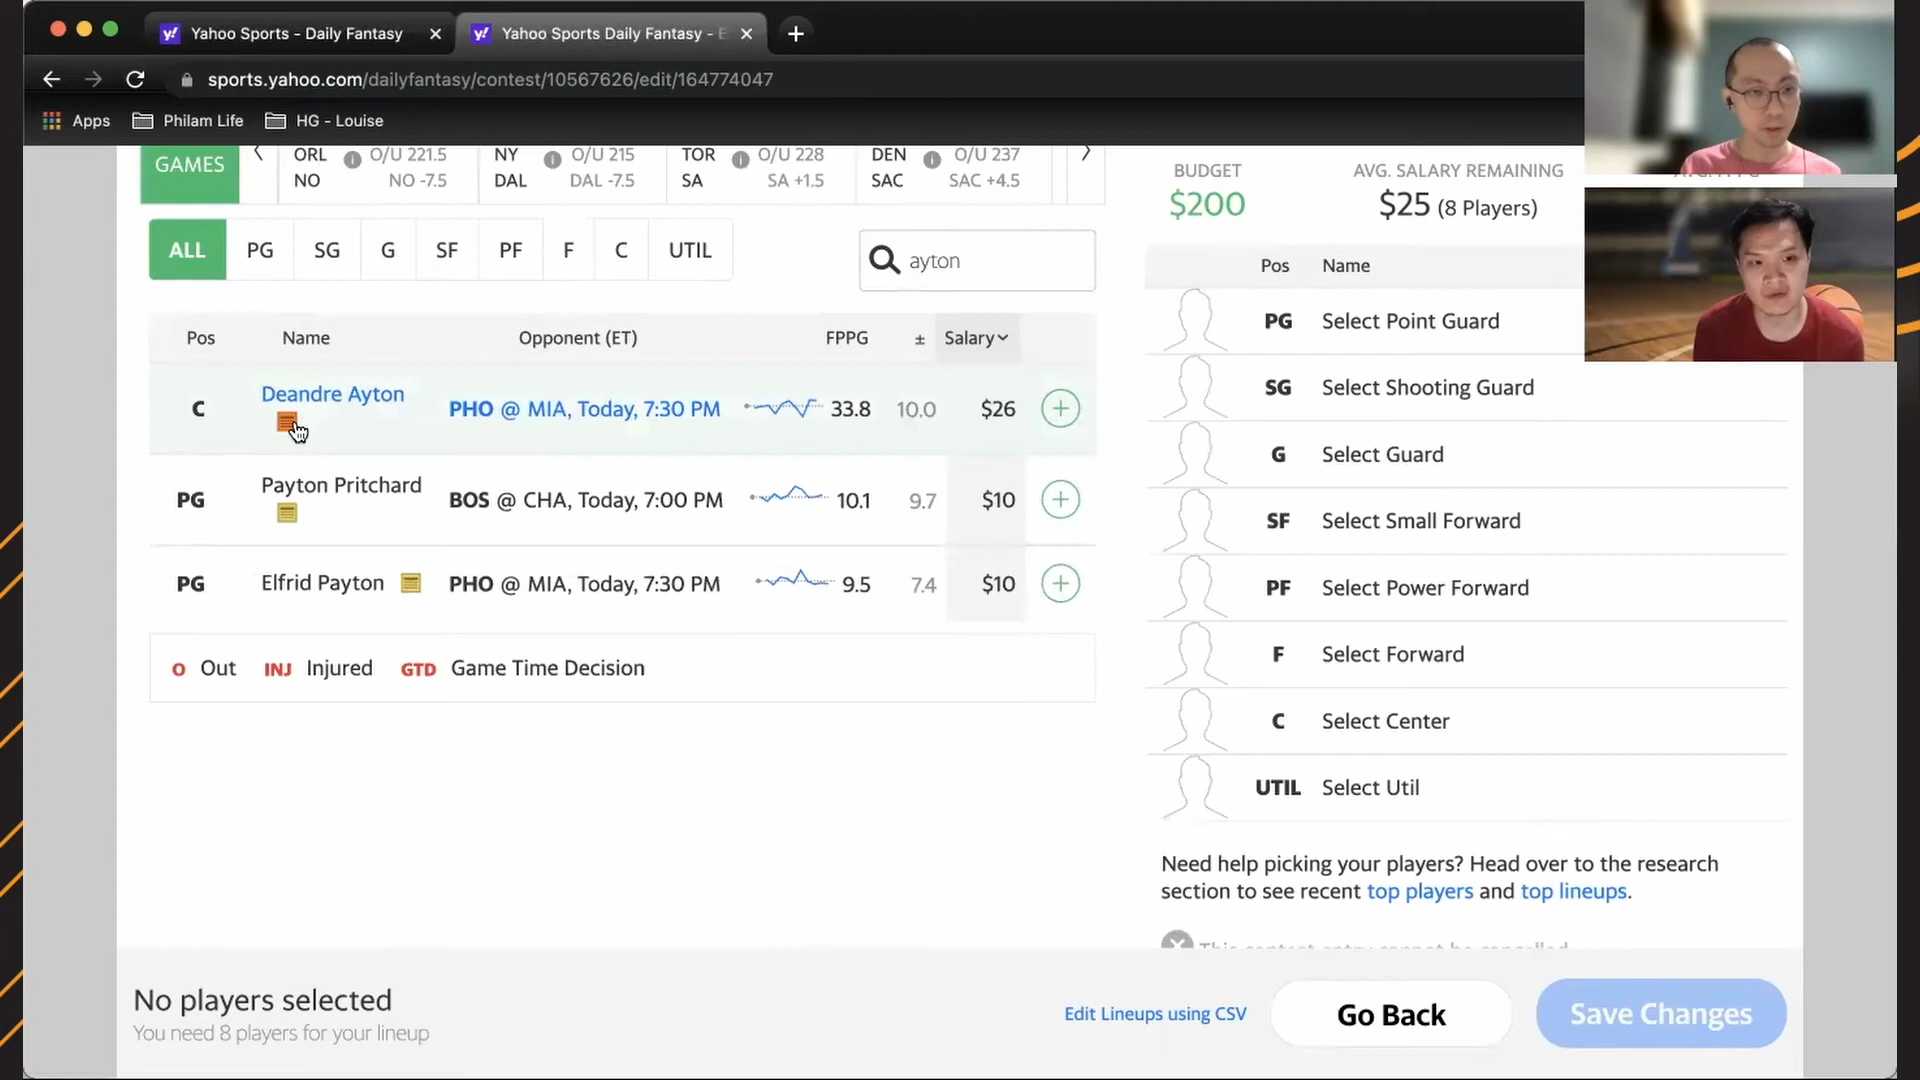 Yahoo Sports - Daily Fantasy
Yahoo Sports Daily Fantasy -
sports.yahoo.com/dailyfantasy/contest/10567626/edit/164774047
Apps Philam Life HG - Louise
GAMES
ORL O/U 221.5
NO NO -7.5
NY O/U 215
DAL DAL -7.5
TOR O/U 228
SA SA +1.5
DEN O/U 237
SAC SAC +4.5
BUDGET
$200
AVG. SALARY REMAINING
$25 (8 Players)
ALL PG SG G SF PF F C UTIL
ayton
Pos Name Opponent (ET) FPPG ± Salary
C Deandre Ayton PHO @ MIA, Today, 7:30 PM 33.8 10.0 $26
PG Payton Pritchard BOS @ CHA, Today, 7:00 PM 10.1 9.7 $10
PG Elfrid Payton PHO @ MIA, Today, 7:30 PM 9.5 7.4 $10
O Out INJ Injured GTD Game Time Decision
Pos Name
PG Select Point Guard
SG Select Shooting Guard
G Select Guard
SF Select Small Forward
PF Select Power Forward
F Select Forward
C Select Center
UTIL Select Util
Need help picking your players? Head over to the research
section to see recent top players and top lineups.
This contest entry cannot be cancelled
No players selected
You need 8 players for your lineup
Edit Lineups using CSV
Go Back
Save Changes